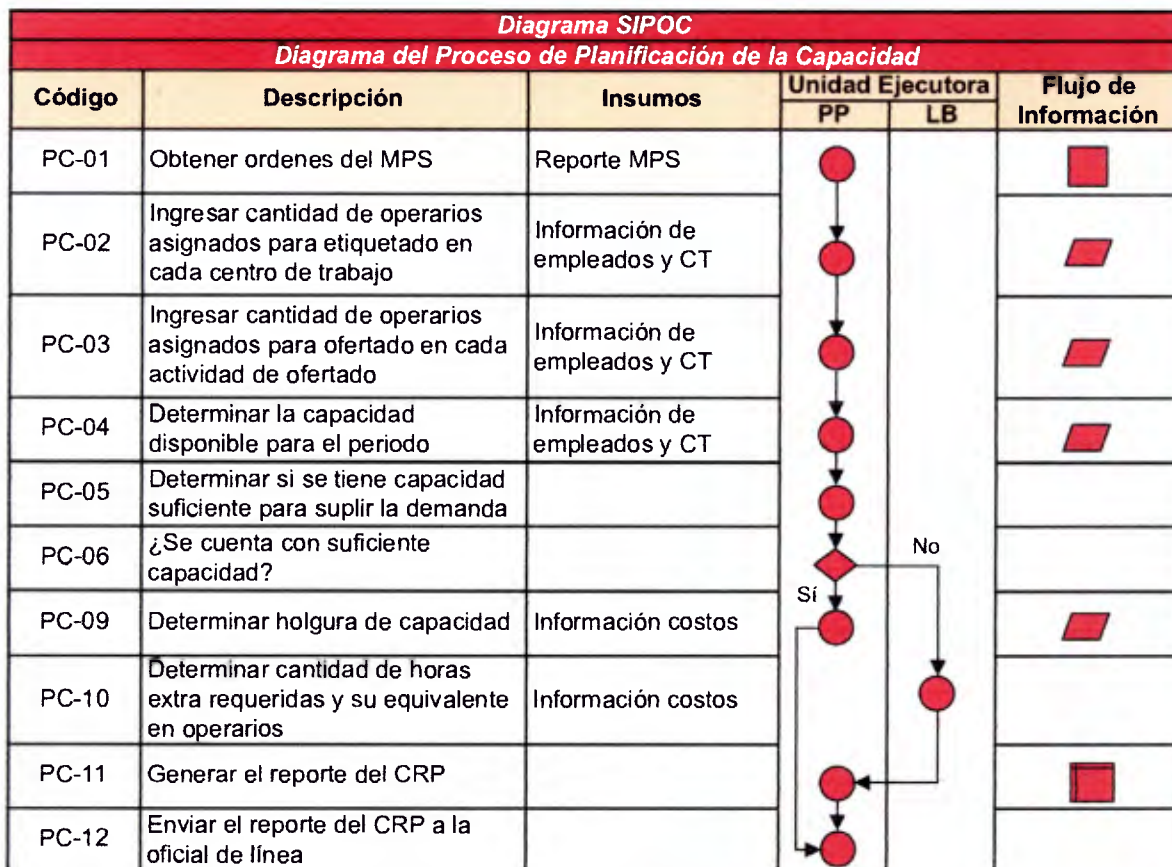 Diagrama SIPOC
Diagrama del Proceso de Planificación de la Capacidad
Código
Descripción
Insumos
Unidad Ejecutora
PP
LB
Flujo de
Información
PC-01
Obtener ordenes del MPS
Reporte MPS
PC-02
Ingresar cantidad de operarios
asignados para etiquetado en
cada centro de trabajo
Información de
empleados y CT
PC-03
Ingresar cantidad de operarios
asignados para ofertado en cada
actividad de ofertado
Información de
empleados y CT
PC-04
Determinar la capacidad
disponible para el periodo
Información de
empleados y CT
PC-05
Determinar si se tiene capacidad
suficiente para suplir la demanda
PC-06
¿Se cuenta con suficiente
capacidad?
No
Sí
PC-09
Determinar holgura de capacidad
Información costos
PC-10
Determinar cantidad de horas
extra requeridas y su equivalente
en operarios
Información costos
PC-11
Generar el reporte del CRP
PC-12
Enviar el reporte del CRP a la
oficial de línea